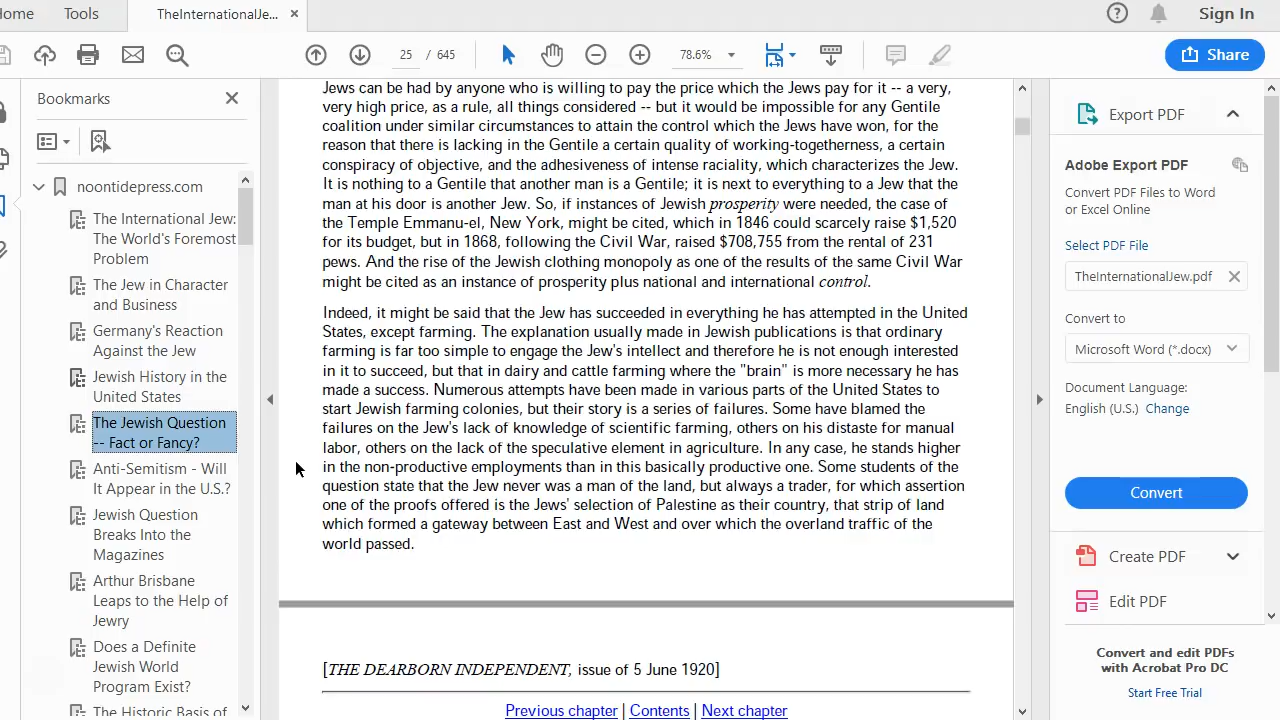 ome
Tools
TheInternationalJe...
Sign In
25 / 645
78.6%
Share
Bookmarks
noontidepress.com
The International Jew:
The World's Foremost
Problem
The Jew in Character
and Business
Germany's Reaction
Against the Jew
Jewish History in the
United States
The Jewish Question
-- Fact or Fancy?
Anti-Semitism - Will
It Appear in the U.S.?
Jewish Question
Breaks Into the
Magazines
Arthur Brisbane
Leaps to the Help of
Jewry
Does a Definite
Jewish World
Program Exist?
The Historic Basis of
Jews can be had by anyone who is willing to pay the price which the Jews pay for it -- a very,
very high price, as a rule, all things considered -- but it would be impossible for any Gentile
coalition under similar circumstances to attain the control which the Jews have won, for the
reason that there is lacking in the Gentile a certain quality of working-togetherness, a certain
conspiracy of objective, and the adhesiveness of intense raciality, which characterizes the Jew.
It is nothing to a Gentile that another man is a Gentile; it is next to everything to a Jew that the
man at his door is another Jew. So, if instances of Jewish prosperity were needed, the case of
the Temple Emmanu-el, New York, might be cited, which in 1846 could scarcely raise $1,520
for its budget, but in 1868, following the Civil War, raised $708,755 from the rental of 231
pews. And the rise of the Jewish clothing monopoly as one of the results of the same Civil War
might be cited as an instance of prosperity plus national and international control.
Indeed, it might be said that the Jew has succeeded in everything he has attempted in the United
States, except farming. The explanation usually made in Jewish publications is that ordinary
farming is far too simple to engage the Jew's intellect and therefore he is not enough interested
in it to succeed, but that in dairy and cattle farming where the "brain" is more necessary he has
made a success. Numerous attempts have been made in various parts of the United States to
start Jewish farming colonies, but their story is a series of failures. Some have blamed the
failures on the Jew's lack of knowledge of scientific farming, others on his distaste for manual
labor, others on the lack of the speculative element in agriculture. In any case, he stands higher
in the non-productive employments than in this basically productive one. Some students of the
question state that the Jew never was a man of the land, but always a trader, for which assertion
one of the proofs offered is the Jews' selection of Palestine as their country, that strip of land
which formed a gateway between East and West and over which the overland traffic of the
world passed.
[THE DEARBORN INDEPENDENT, issue of 5 June 1920]
Previous chapter | Contents | Next chapter
Export PDF
Adobe Export PDF
Convert PDF Files to Word
or Excel Online
Select PDF File
TheInternationalJew.pdf
Convert to
Microsoft Word (*.docx)
Document Language:
English (U.S.) Change
Convert
Create PDF
Edit PDF
Convert and edit PDFs
with Acrobat Pro DC
Start Free Trial